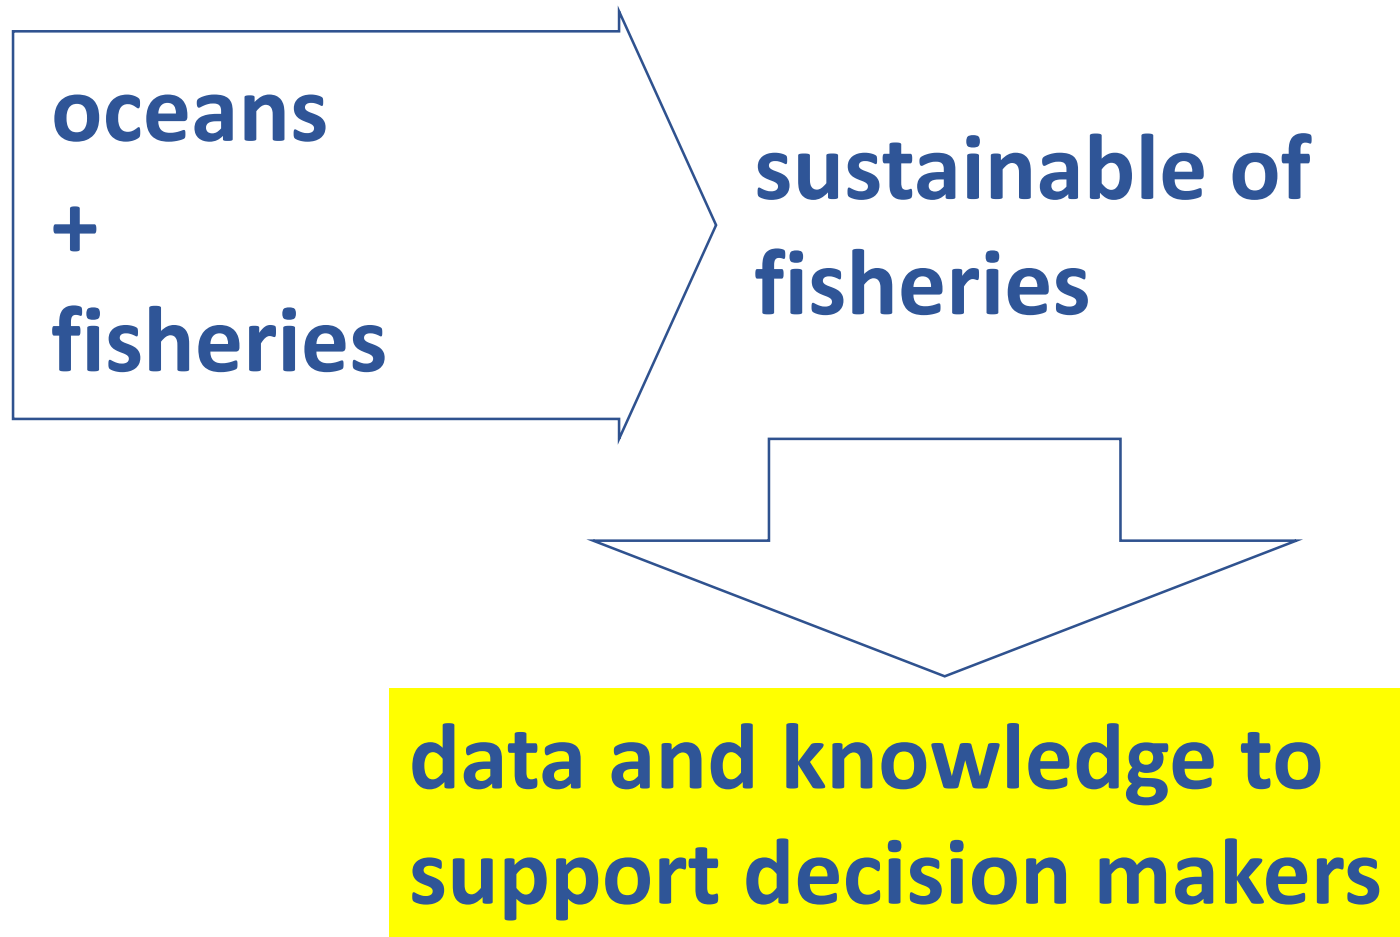 oceans
+
fisheries
sustainable of
fisheries
data and knowledge to
support decision makers